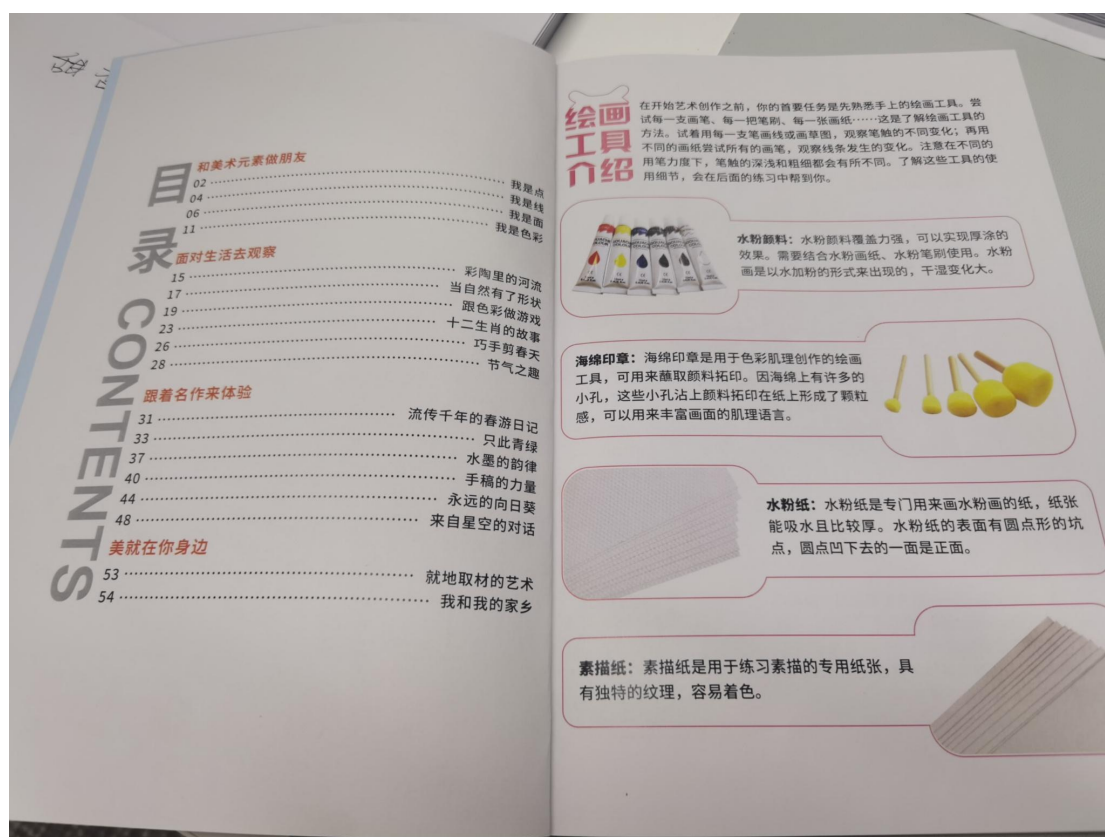 目录 CONTENTS
和美术元素做朋友
02 我是点
04 我是线
06 我是面
11 我是色彩
面对生活去观察
15 彩陶里的河流
17 当自然有了形状
19 跟色彩做游戏
23 十二生肖的故事
26 巧手剪春天
28 节气之趣
跟着名作来体验
31 流传千年的春游日记
33 只此青绿
37 水墨的韵律
40 手稿的力量
44 永远的向日葵
48 来自星空的对话
美就在你身边
53 就地取材的艺术
54 我和我的家乡
绘画
工具
介绍
在开始艺术创作之前，你的首要任务是先熟悉手上的绘画工具。尝
试每一支画笔、每一把笔刷、每一张画纸……这是了解绘画工具的
方法。试着用每一支笔画线或画草图，观察笔触的不同变化；再用
不同的画纸尝试所有的画笔，观察线条发生的变化。注意在不同的
用笔力度下，笔触的深浅和粗细都会有所不同。了解这些工具的使
用细节，会在后面的练习中帮到你。
水粉颜料：水粉颜料覆盖力强，可以实现厚涂的
效果。需要结合水粉画纸、水粉笔刷使用。水粉
画是以水加粉的形式来出现的，干湿变化大。
海绵印章：海绵印章是用于色彩肌理创作的绘画
工具，可用来蘸取颜料拓印。因海绵上有许多的
小孔，这些小孔沾上颜料拓印在纸上形成了颗粒
感，可以用来丰富画面的肌理语言。
水粉纸：水粉纸是专门用来画水粉画的纸，纸张
能吸水且比较厚。水粉纸的表面有圆点形的坑
点，圆点凹下去的一面是正面。
素描纸：素描纸是用于练习素描的专用纸张，具
有独特的纹理，容易着色。